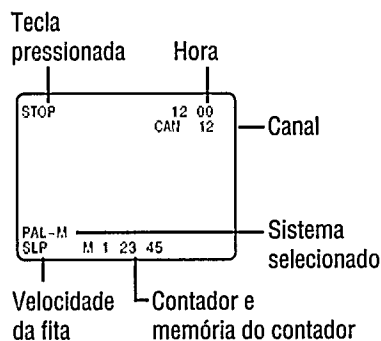 Tecla
pressionada
Hora
STOP
12 00
CAN 12
Canal
PAL-M
SLP M 1 23 45
Sistema
selecionado
Velocidade
da fita
Contador e
memória do contador